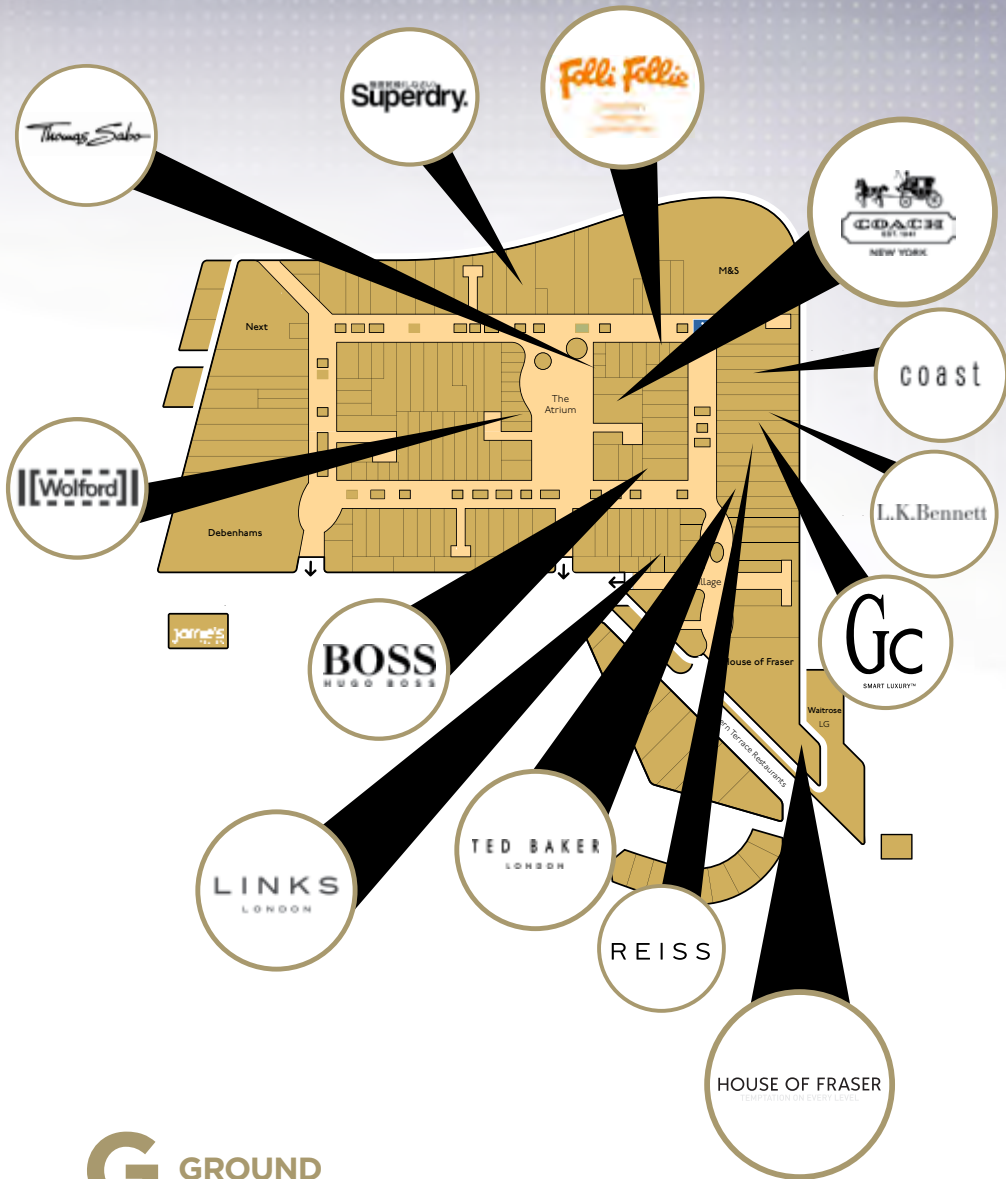 Superdry.
Folli Follie
Thomas Sabo
COACH
EST. 1941
NEW YORK
M&S
Next
coast
The
Atrium
Wolford
L.K.Bennett
Debenhams
GC
SMART LUXURY™
jamie's
BOSS
HUGO BOSS
House of Fraser
Waitrose
LG
Terrace Restaurants
TED BAKER
LONDON
LINKS
LONDON
REISS
HOUSE OF FRASER
TEMPTATION ON EVERY LEVEL
G GROUND